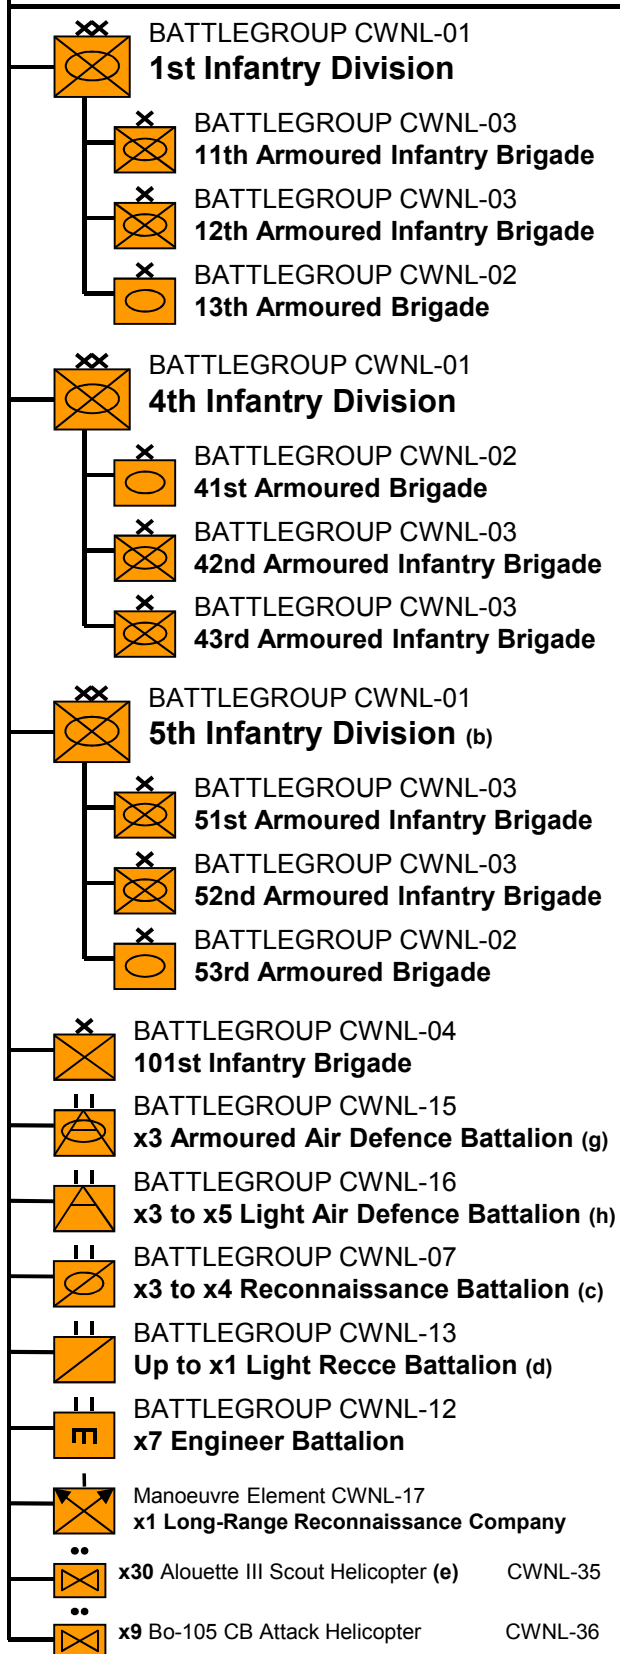 BATTLEGROUP CWNL-01
1st Infantry Division
BATTLEGROUP CWNL-03
11th Armoured Infantry Brigade
BATTLEGROUP CWNL-03
12th Armoured Infantry Brigade
BATTLEGROUP CWNL-02
13th Armoured Brigade
BATTLEGROUP CWNL-01
4th Infantry Division
BATTLEGROUP CWNL-02
41st Armoured Brigade
BATTLEGROUP CWNL-03
42nd Armoured Infantry Brigade
BATTLEGROUP CWNL-03
43rd Armoured Infantry Brigade
BATTLEGROUP CWNL-01
5th Infantry Division (b)
BATTLEGROUP CWNL-03
51st Armoured Infantry Brigade
BATTLEGROUP CWNL-03
52nd Armoured Infantry Brigade
BATTLEGROUP CWNL-02
53rd Armoured Brigade
BATTLEGROUP CWNL-04
101st Infantry Brigade
BATTLEGROUP CWNL-15
x3 Armoured Air Defence Battalion (g)
BATTLEGROUP CWNL-16
x3 to x5 Light Air Defence Battalion (h)
BATTLEGROUP CWNL-07
x3 to x4 Reconnaissance Battalion (c)
BATTLEGROUP CWNL-13
Up to x1 Light Recce Battalion (d)
BATTLEGROUP CWNL-12
x7 Engineer Battalion
Manoeuvre Element CWNL-17
x1 Long-Range Reconnaissance Company
x30 Alouette III Scout Helicopter (e) CWNL-35
x9 Bo-105 CB Attack Helicopter CWNL-36